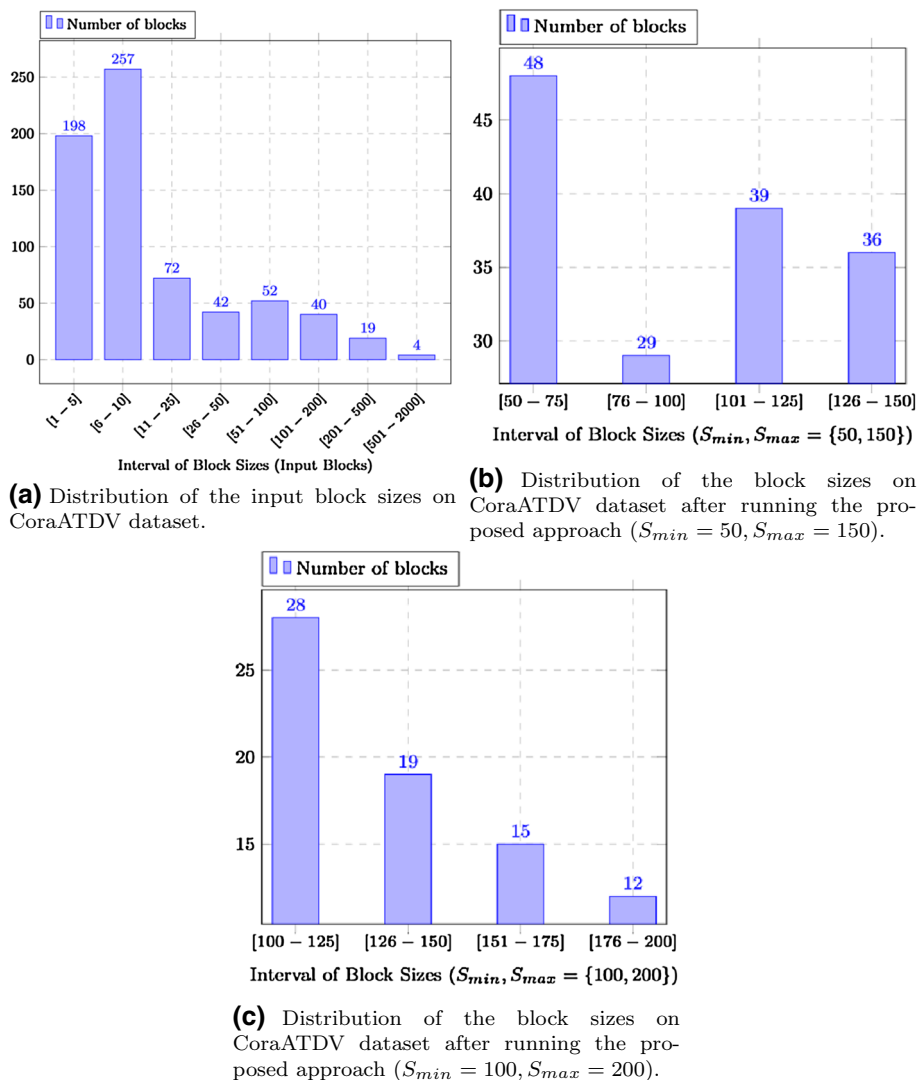 Number of blocks
257
198
72
42
52
40
19
4
250
200
150
100
50
0
[1 − 5]
[6 − 10]
[11 − 25]
[26 − 50]
[51 − 100]
[101 − 200]
[201 − 500]
[501 − 2000]
Interval of Block Sizes (Input Blocks)
(a) Distribution of the input block sizes on
CoraATDV dataset.
Number of blocks
48
29
39
36
45
40
35
30
[50 − 75]
[76 − 100]
[101 − 125]
[126 − 150]
Interval of Block Sizes (S_min, S_max = {50, 150})
(b) Distribution of the block sizes on
CoraATDV dataset after running the pro-
posed approach (S_min = 50, S_max = 150).
Number of blocks
28
19
15
12
25
20
15
[100 − 125]
[126 − 150]
[151 − 175]
[176 − 200]
Interval of Block Sizes (S_min, S_max = {100, 200})
(c) Distribution of the block sizes on
CoraATDV dataset after running the pro-
posed approach (S_min = 100, S_max = 200).